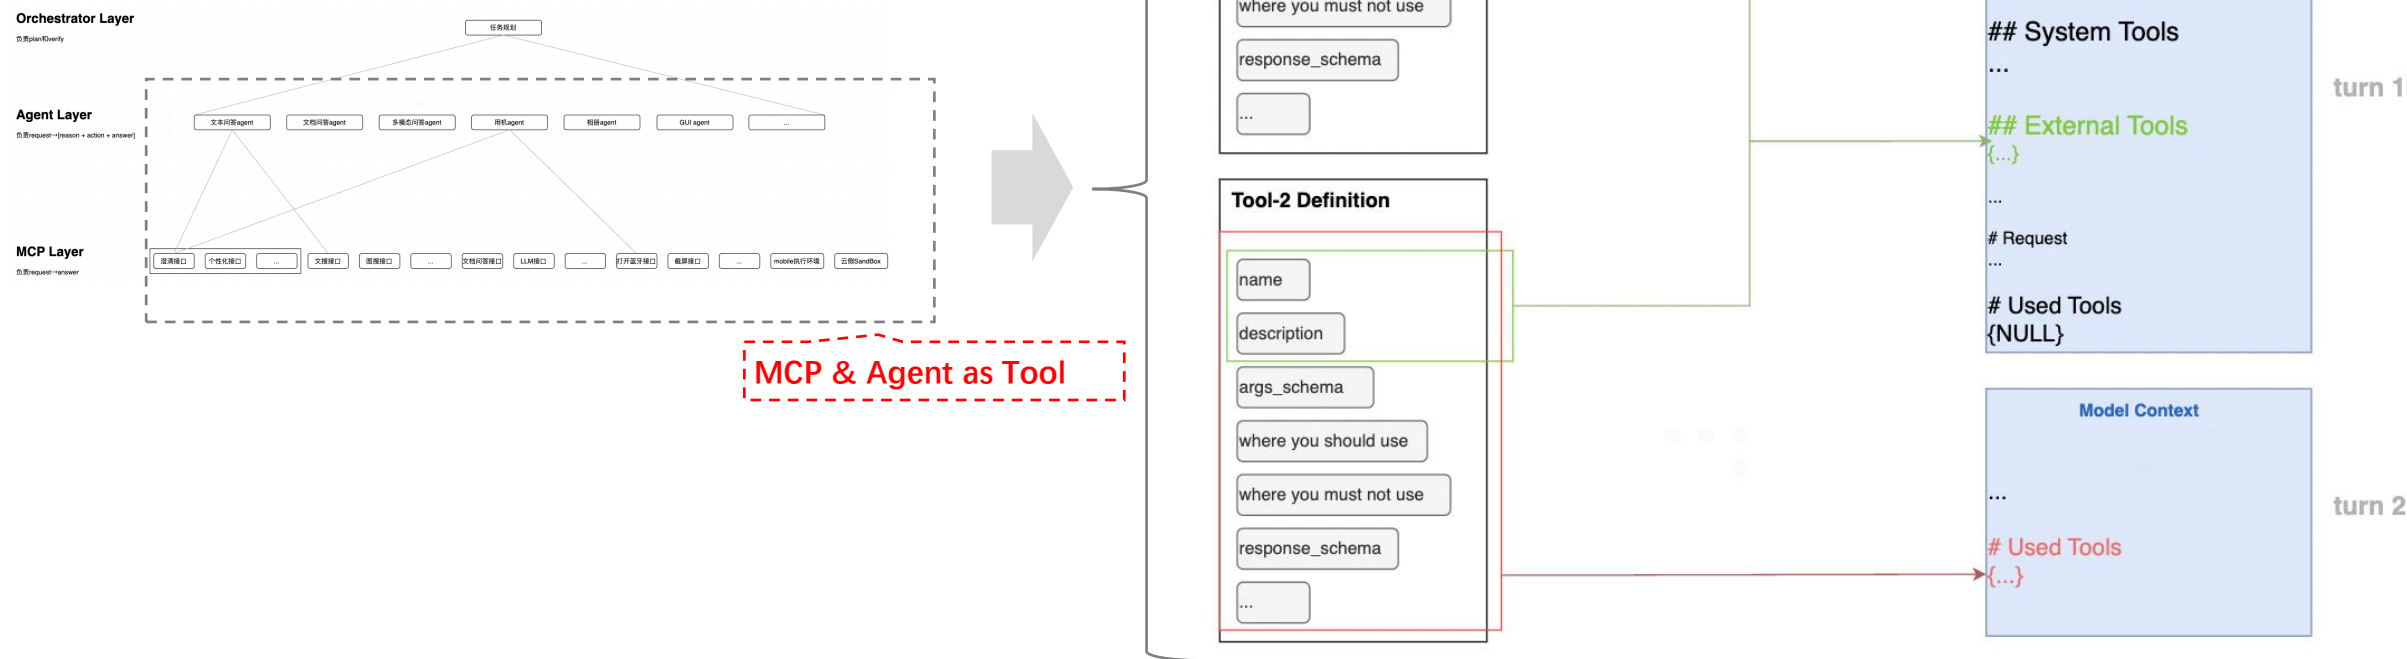 Orchestrator Layer
负责plan和verify
任务规划
Agent Layer
负责request→[reason + action + answer]
文本问答agent
文档问答agent
多模态问答agent
用机agent
相册agent
GUI agent
...
MCP Layer
负责request→answer
澄清接口
个性化接口
...
文搜接口
图搜接口
...
文档问答接口
LLM接口
...
打开蓝牙接口
截屏接口
...
mobile执行环境
云侧SandBox
MCP & Agent as Tool
where you must not use
response_schema
...
Tool-2 Definition
name
description
args_schema
where you should use
where you must not use
response_schema
...
## System Tools
...
## External Tools
{...}
...
# Request
...
# Used Tools
{NULL}
turn 1
Model Context
...
# Used Tools
{...}
turn 2